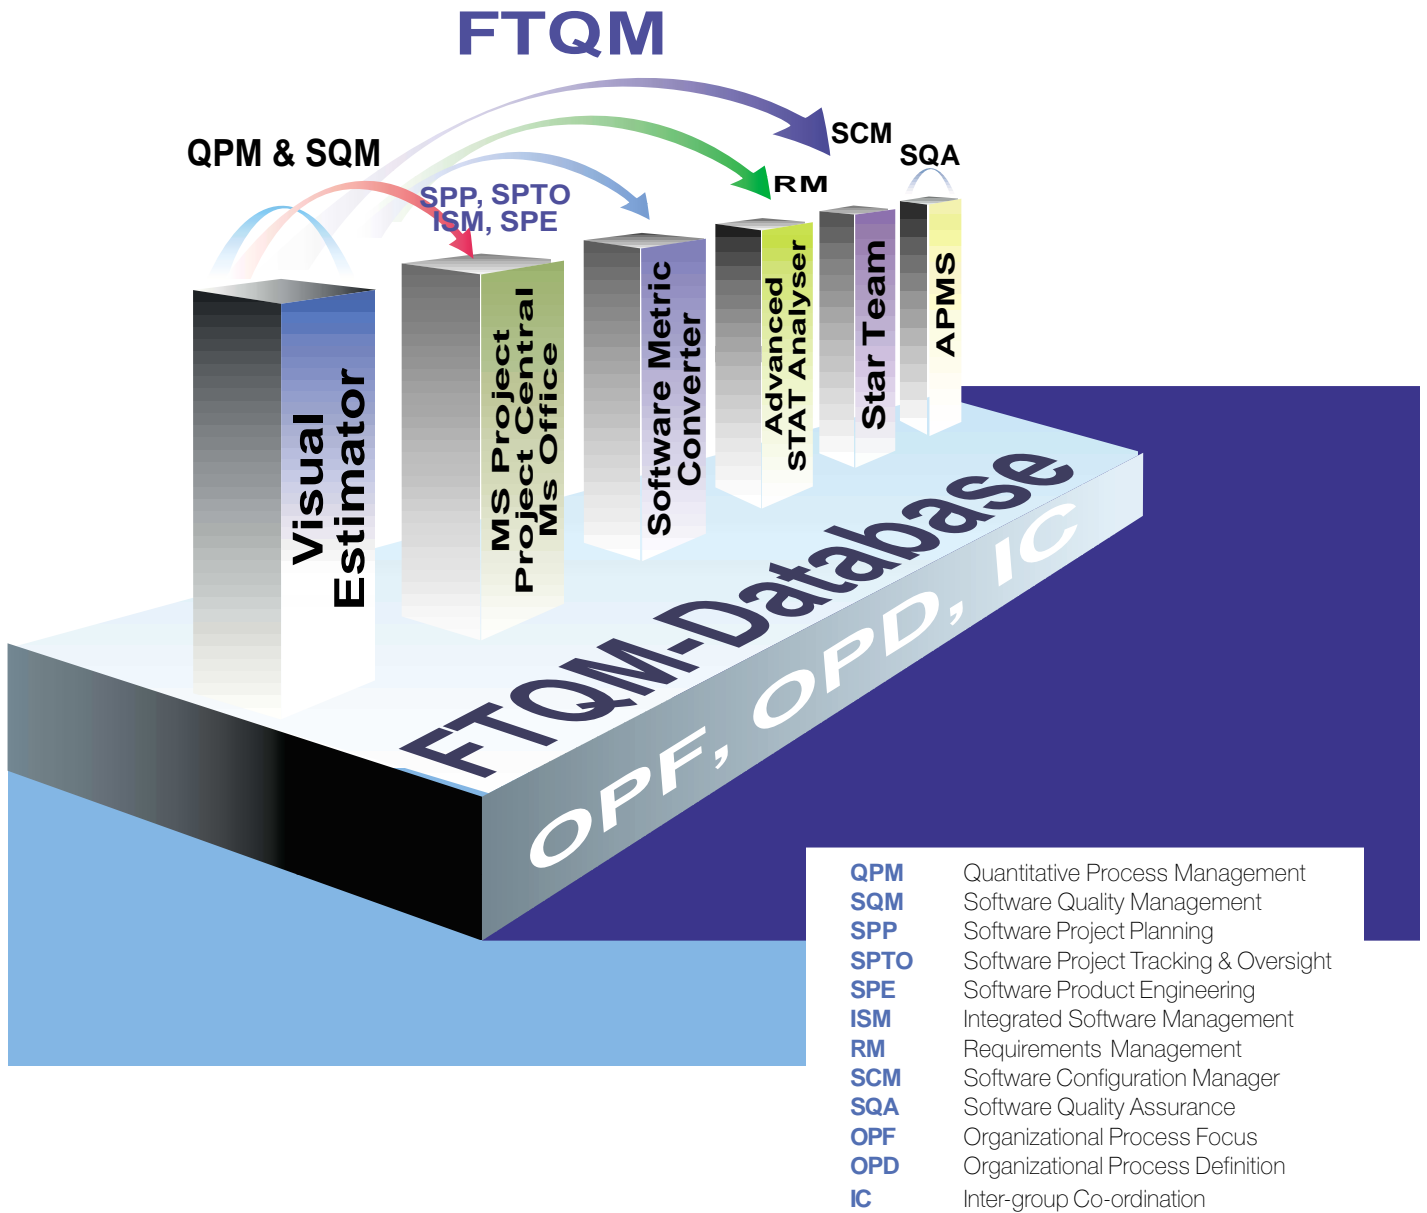 FTQM
QPM & SQM
SCM
SQA
RM
SPP, SPTO
ISM, SPE
Visual
Estimator
MS Project
Project Central
Ms Office
Software Metric
Converter
Advanced
STAT Analyser
Star Team
APMS
FTQM-Database
OPF, OPD, IC
QPM Quantitative Process Management
SQM Software Quality Management
SPP Software Project Planning
SPTO Software Project Tracking & Oversight
SPE Software Product Engineering
ISM Integrated Software Management
RM Requirements Management
SCM Software Configuration Manager
SQA Software Quality Assurance
OPF Organizational Process Focus
OPD Organizational Process Definition
IC Inter-group Co-ordination